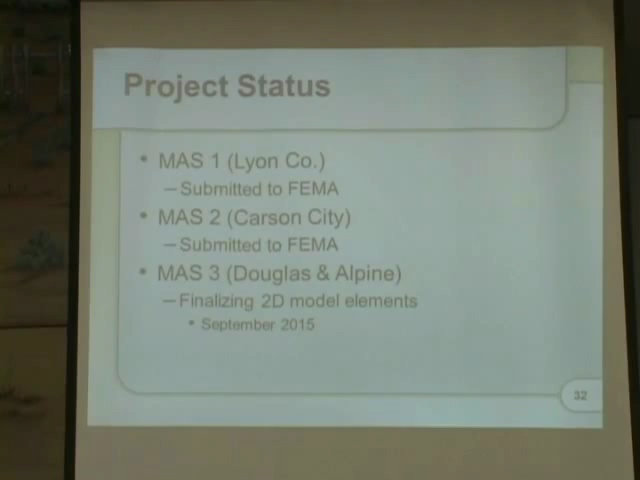 Project Status
• MAS 1 (Lyon Co.)
– Submitted to FEMA
• MAS 2 (Carson City)
– Submitted to FEMA
• MAS 3 (Douglas & Alpine)
– Finalizing 2D model elements
• September 2015
32